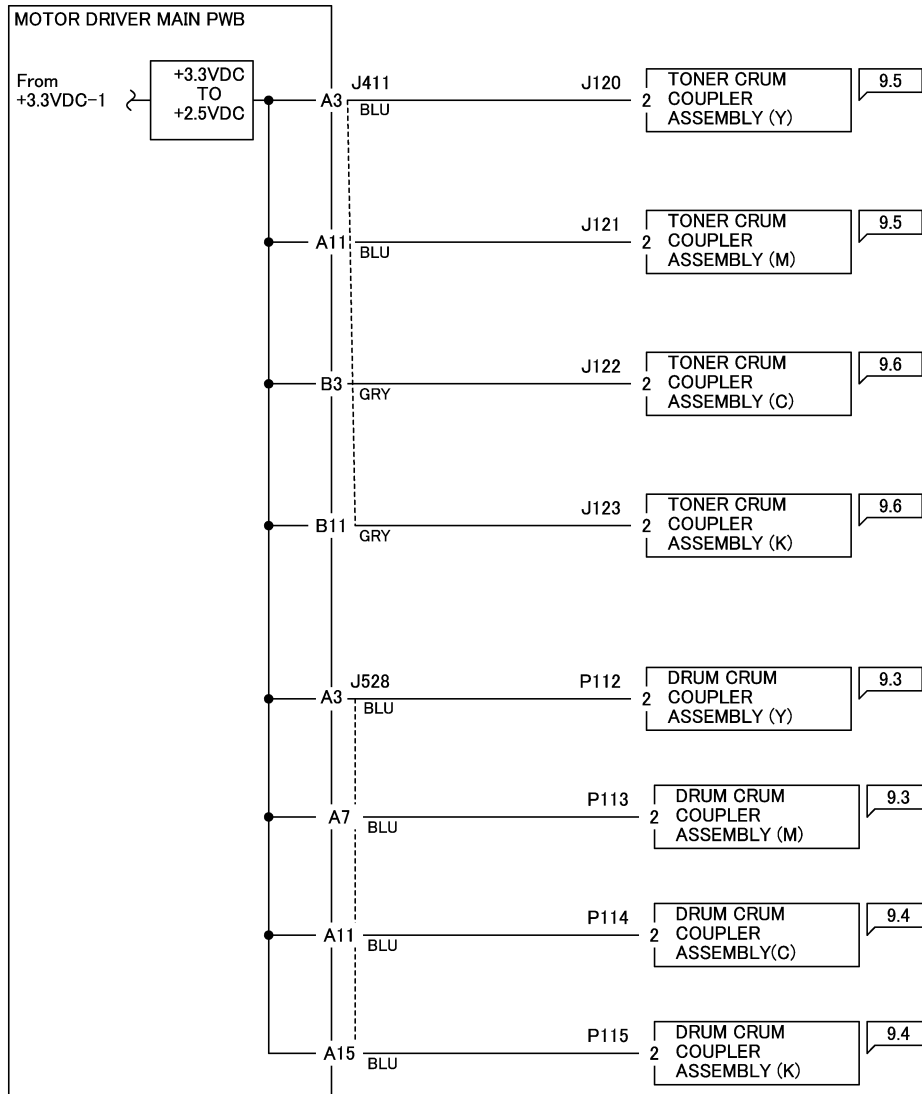 MOTOR DRIVER MAIN PWB
From
+3.3VDC-1
+3.3VDC
TO
+2.5VDC
A3 J411 BLU J120 2
TONER CRUM
COUPLER
ASSEMBLY (Y)
9.5
A11 BLU J121 2
TONER CRUM
COUPLER
ASSEMBLY (M)
9.5
B3 GRY J122 2
TONER CRUM
COUPLER
ASSEMBLY (C)
9.6
B11 GRY J123 2
TONER CRUM
COUPLER
ASSEMBLY (K)
9.6
A3 J528 BLU P112 2
DRUM CRUM
COUPLER
ASSEMBLY (Y)
9.3
A7 BLU P113 2
DRUM CRUM
COUPLER
ASSEMBLY (M)
9.3
A11 BLU P114 2
DRUM CRUM
COUPLER
ASSEMBLY(C)
9.4
A15 BLU P115 2
DRUM CRUM
COUPLER
ASSEMBLY (K)
9.4